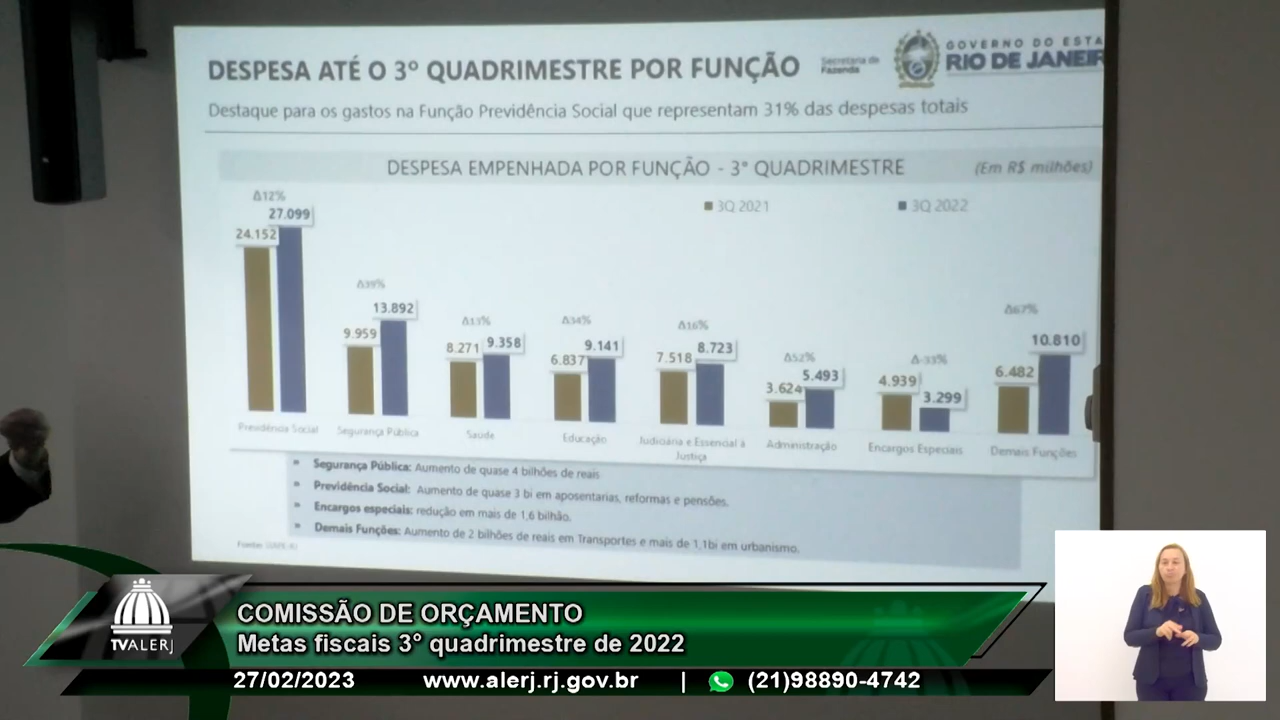 DESPESA ATÉ O 3º QUADRIMESTRE POR FUNÇÃO
Secretaria de
Fazenda
GOVERNO DO ESTA
RIO DE JANEIR
Destaque para os gastos na Função Previdência Social que representam 31% das despesas totais
DESPESA EMPENHADA POR FUNÇÃO - 3° QUADRIMESTRE
(Em R$ milhões)
3Q 2021
3Q 2022
Δ12%
24.152
27.099
Δ39%
9.959
13.892
Δ13%
8.271
9.358
Δ34%
6.837
9.141
Δ16%
7.518
8.723
Δ52%
3.624
5.493
Δ-33%
4.939
3.299
Δ67%
6.482
10.810
Previdência Social
Segurança Pública
Saúde
Educação
Judiciária e Essencial à
Justiça
Administração
Encargos Especiais
Demais Funções
» Segurança Pública: Aumento de quase 4 bilhões de reais
» Previdência Social: Aumento de quase 3 bi em aposentarias, reformas e pensões.
» Encargos especiais: redução em mais de 1,6 bilhão.
» Demais Funções: Aumento de 2 bilhões de reais em Transportes e mais de 1,1bi em urbanismo.
Fonte:
COMISSÃO DE ORÇAMENTO
Metas fiscais 3° quadrimestre de 2022
TVALERJ
27/02/2023 www.alerj.rj.gov.br | (21)98890-4742